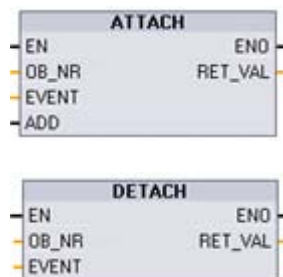 ATTACH
EN ENO
OB_NR RET_VAL
EVENT
ADD
DETACH
EN ENO
OB_NR RET_VAL
EVENT